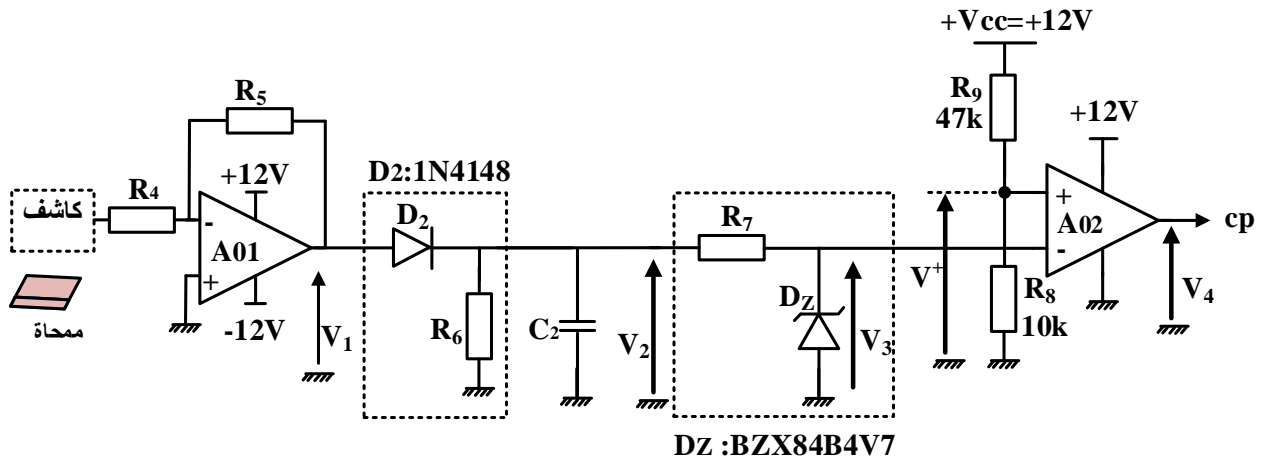 +Vcc=+12V
R9
47k
R5
+12V
D2:1N4148
كاشف
R4
+12V
D2
R7
+
-
A01
A02
cp
-
+
V+
R8
10k
V4
DZ
ممحاة
-12V
V1
R6
C2
V2
V3
DZ :BZX84B4V7